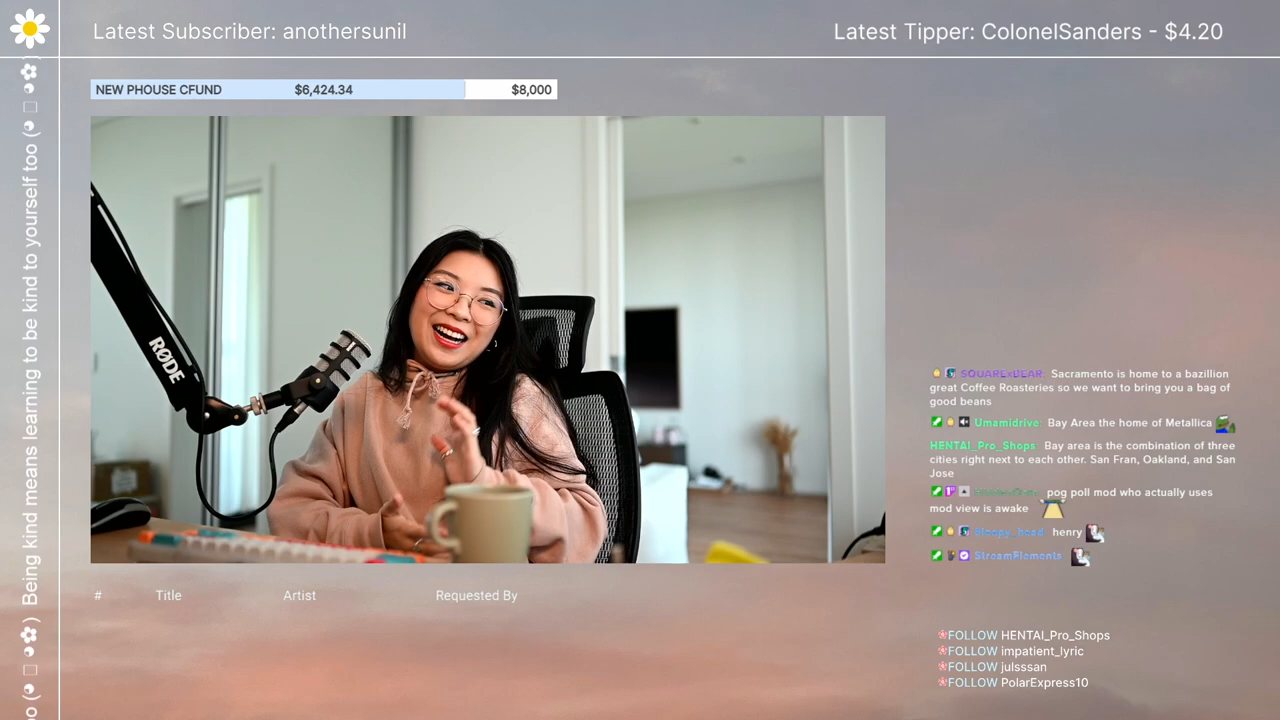 Latest Subscriber: anothersunil
Latest Tipper: ColonelSanders - $4.20
NEW PHOUSE CFUND $6,424.34 $8,000
Being kind means learning to be kind to yourself too
RØDE
SQUAREvBEAR: Sacramento is home to a bazillion
great Coffee Roasteries so we want to bring you a bag of
good beans
Umamidrive: Bay Area the home of Metallica
HENTAI_Pro_Shops: Bay area is the combination of three
cities right next to each other. San Fran, Oakland, and San
Jose
pog poll mod who actually uses
mod view is awake
Sleepy_head: henry
StreamElements:
# Title Artist Requested By
FOLLOW HENTAI_Pro_Shops
FOLLOW impatient_lyric
FOLLOW julsssan
FOLLOW PolarExpress10